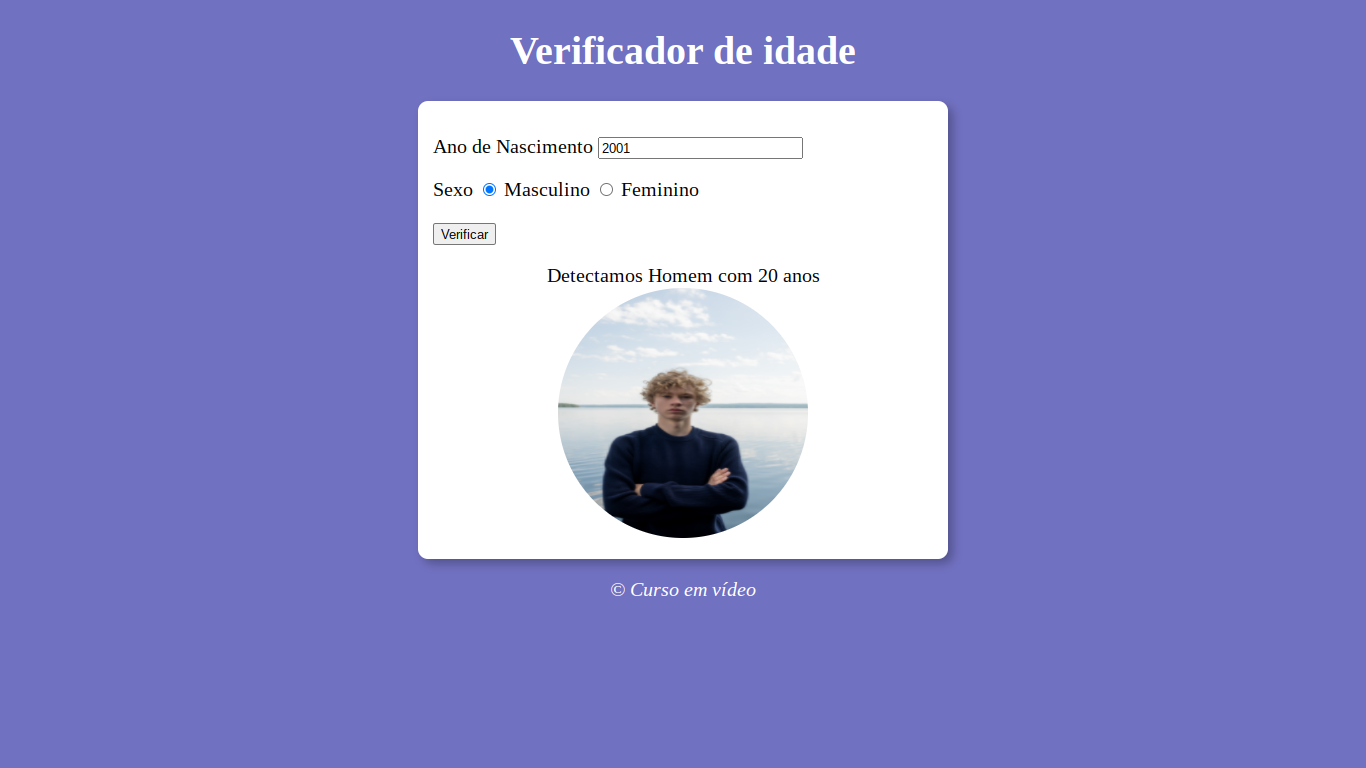 Verificador de idade
Ano de Nascimento 2001
Sexo Masculino Feminino
Verificar
Detectamos Homem com 20 anos
© Curso em vídeo